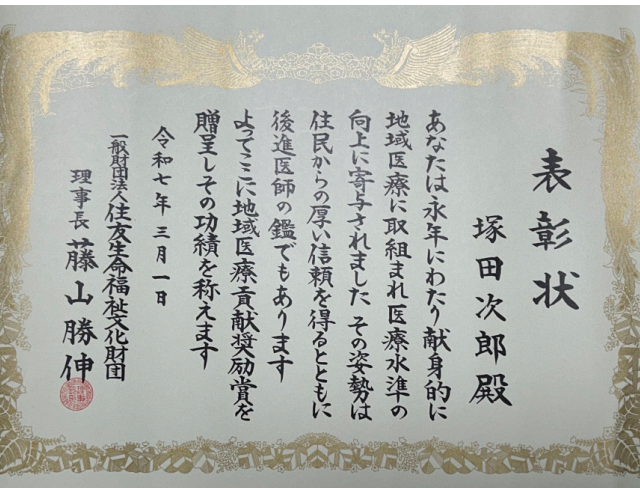 表彰状
塚田次郎殿
あなたは永年にわたり献身的に
地域医療に取組まれ医療水準の
向上に寄与されました その姿勢は
住民からの厚い信頼を得るとともに
後進医師の鑑でもあります
よってここに地域医療貢献奨励賞を
贈呈しその功績を称えます
令和七年三月一日
一般財団法人住友生命福祉文化財団
理事長 藤山勝伸